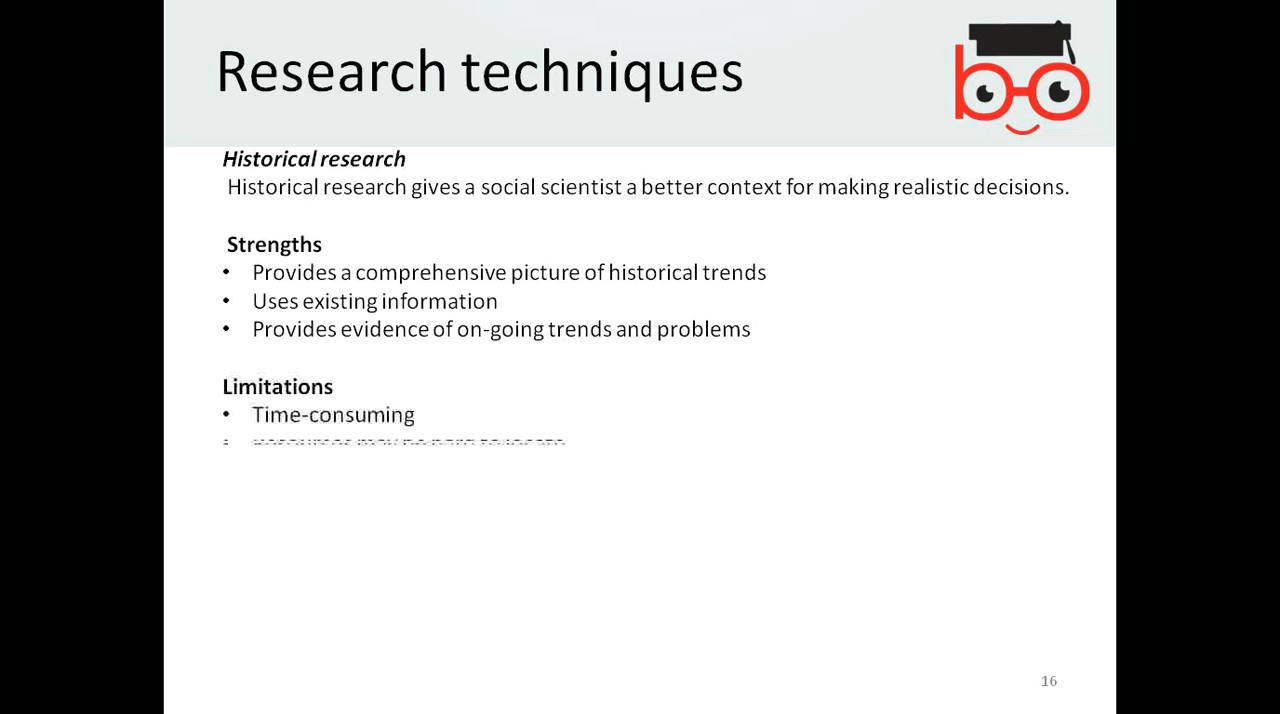 Research techniques
Historical research
Historical research gives a social scientist a better context for making realistic decisions.
Strengths
• Provides a comprehensive picture of historical trends
• Uses existing information
• Provides evidence of on-going trends and problems
Limitations
• Time-consuming
16